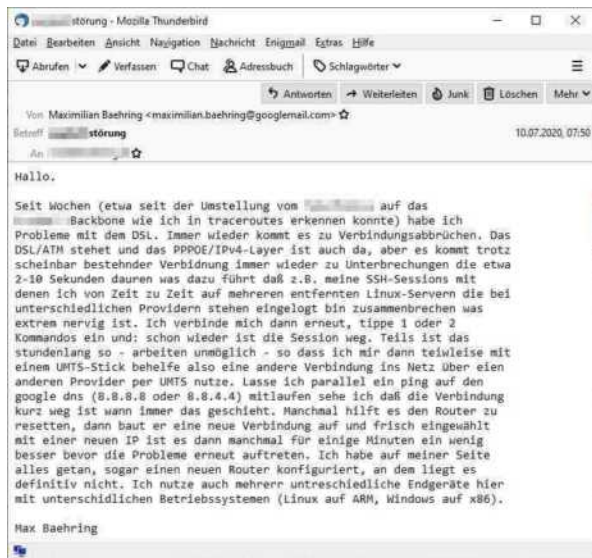 störung - Mozilla Thunderbird
Datei Bearbeiten Ansicht Navigation Nachricht Enigmail Extras Hilfe
Abrufen Verfassen Chat Adressbuch Schlagwörter
Antworten Weiterleiten Junk Löschen Mehr
Von Maximilian Baehring <maximilian.baehring@googlemail.com>
Betreff störung 10.07.2020, 07:50
An
Hallo.
Seit Wochen (etwa seit der Umstellung vom auf das
Backbone wie ich in traceroutes erkennen konnte) habe ich
Probleme mit dem DSL. Immer wieder kommt es zu Verbindungsabbrüchen. Das
DSL/ATM stehet und das PPPOE/IPv4-Layer ist auch da, aber es kommt trotz
scheinbar bestehnder Verbidnung immer wieder zu Unterbrechungen die etwa
2-10 Sekunden dauren was dazu führt daß z.B. meine SSH-Sessions mit
denen ich von Zeit zu Zeit auf mehreren entfernten Linux-Servern die bei
unterschiedlichen Providern stehen eingelogt bin zusammenbrechen was
extrem nervig ist. Ich verbinde mich dann erneut, tippe 1 oder 2
Kommandos ein und: schon wieder ist die Session weg. Teils ist das
stundenlang so - arbeiten unmöglich - so dass ich mir dann teiwleise mit
einem UMTS-Stick behelfe also eine andere Verbindung ins Netz über eien
anderen Provider per UMTS nutze. Lasse ich parallel ein ping auf den
google dns (8.8.8.8 oder 8.8.4.4) mitlaufen sehe ich daß die Verbindung
kurz weg ist wann immer das geschieht. Manchmal hilft es den Router zu
resetten, dann baut er eine neue Verbindung auf und frisch eingewählt
mit einer neuen IP ist es dann manchmal für einige Minuten ein wenig
besser bevor die Probleme erneut auftreten. Ich habe auf meiner Seite
alles getan, sogar einen neuen Router konfiguriert, an dem liegt es
definitiv nicht. Ich nutze auch mehrerr untreschiedliche Endgeräte hier
mit unterschidlichen Betriebssystemen (Linux auf ARM, Windows auf x86).
Max Baehring